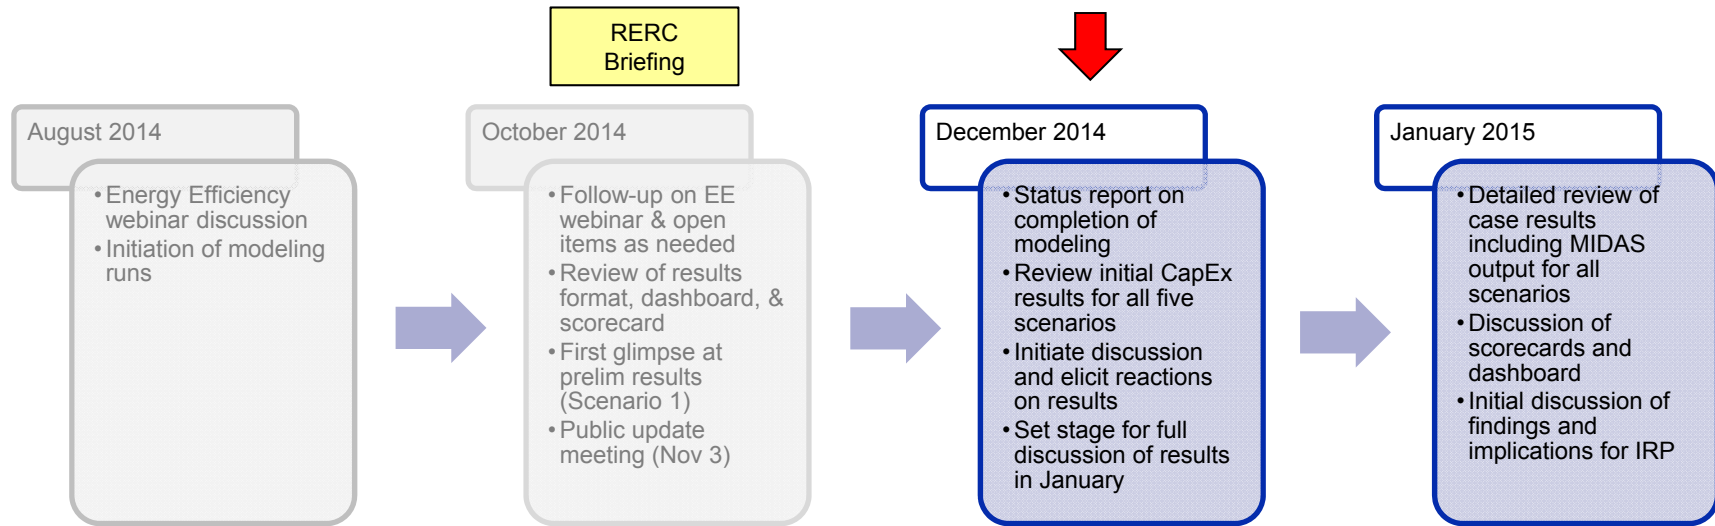 RERC
Briefing
August 2014
• Energy Efficiency
webinar discussion
• Initiation of modeling
runs
October 2014
• Follow-up on EE
webinar & open
items as needed
• Review of results
format, dashboard, &
scorecard
• First glimpse at
prelim results
(Scenario 1)
• Public update
meeting (Nov 3)
December 2014
• Status report on
completion of
modeling
• Review initial CapEx
results for all five
scenarios
• Initiate discussion
and elicit reactions
on results
• Set stage for full
discussion of results
in January
January 2015
• Detailed review of
case results
including MIDAS
output for all
scenarios
• Discussion of
scorecards and
dashboard
• Initial discussion of
findings and
implications for IRP